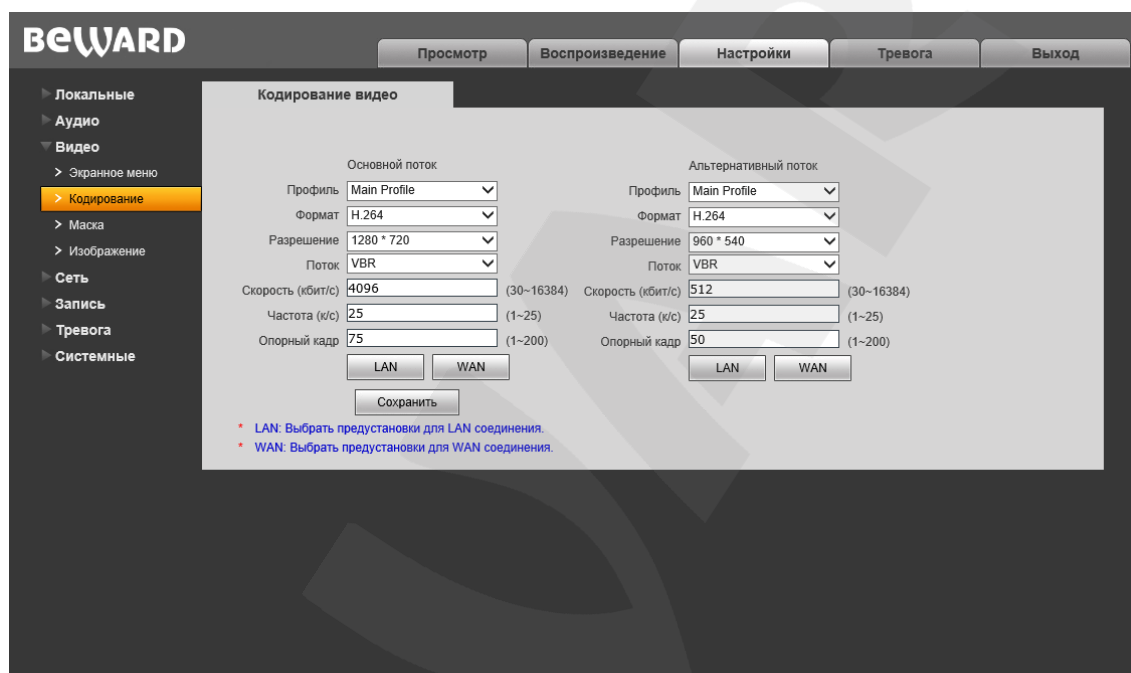 BEWARD
Просмотр Воспроизведение Настройки Тревога Выход
Локальные
Аудио
Видео
> Экранное меню
> Кодирование
> Маска
> Изображение
Сеть
Запись
Тревога
Системные
Кодирование видео
Основной поток
Профиль Main Profile
Формат H.264
Разрешение 1280 * 720
Поток VBR
Скорость (кбит/с) 4096 (30~16384)
Частота (к/с) 25 (1~25)
Опорный кадр 75 (1~200)
LAN WAN
Альтернативный поток
Профиль Main Profile
Формат H.264
Разрешение 960 * 540
Поток VBR
Скорость (кбит/с) 512 (30~16384)
Частота (к/с) 25 (1~25)
Опорный кадр 50 (1~200)
LAN WAN
Сохранить
* LAN: Выбрать предустановки для LAN соединения.
* WAN: Выбрать предустановки для WAN соединения.